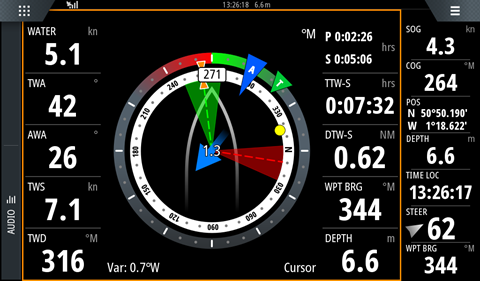 13:26:18 6.6 m
AUDIO
WATER kn
5.1
TWA °
42
AWA °
26
TWS kn
7.1
TWD °M
316
°M
271
240
210
180
150
120
090
060
030
N
330
A
T
1.3
Var: 0.7°W
Cursor
P 0:02:26
hrs
S 0:05:06
TTW-S hrs
0:07:32
DTW-S NM
0.62
WPT BRG °M
344
DEPTH m
6.6
SOG kn
4.3
COG °M
264
POS
N 50°50.190'
W 1°18.622'
DEPTH m
6.6
TIME LOC
13:26:17
STEER °M
62
WPT BRG °M
344